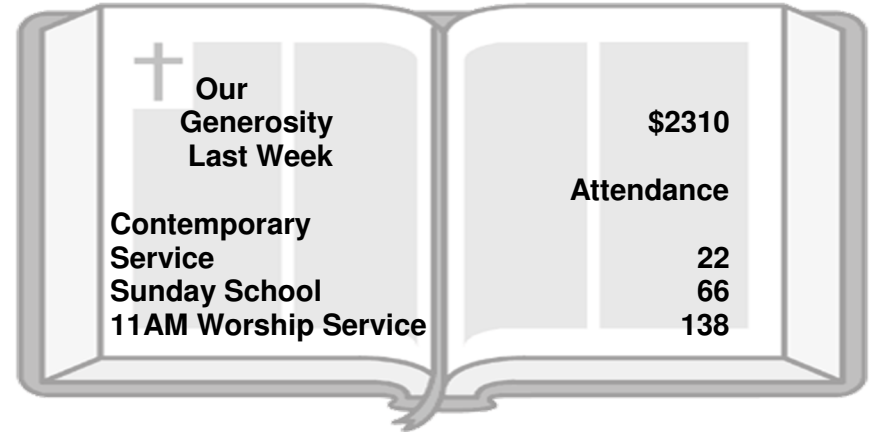 Our
Generosity $2310
Last Week
Attendance
Contemporary
Service 22
Sunday School 66
11AM Worship Service 138